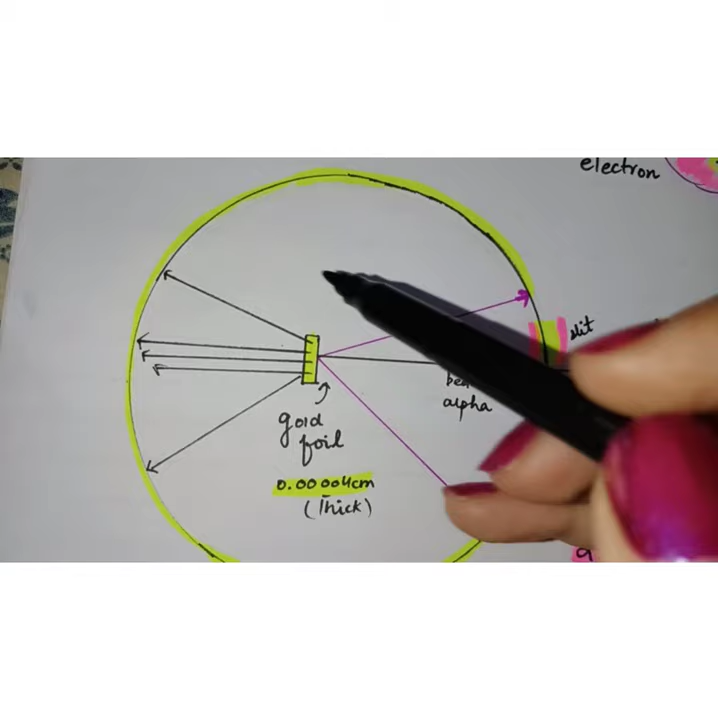 electron
slit
alpha
gold
foil
0.00004cm
(Thick)